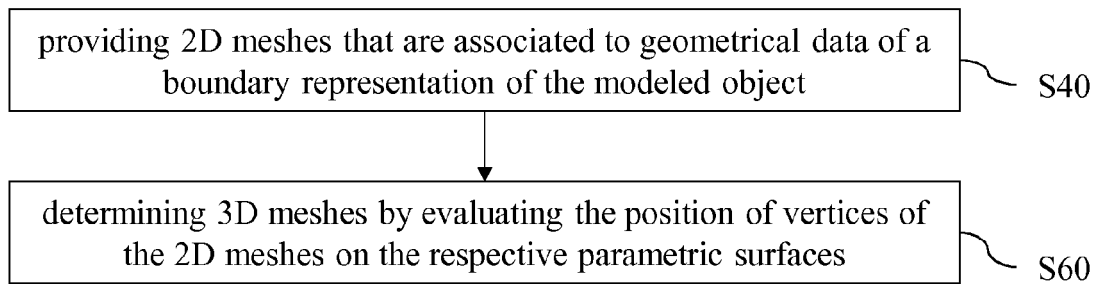 providing 2D meshes that are associated to geometrical data of a
boundary representation of the modeled object
S40
determining 3D meshes by evaluating the position of vertices of
the 2D meshes on the respective parametric surfaces
S60